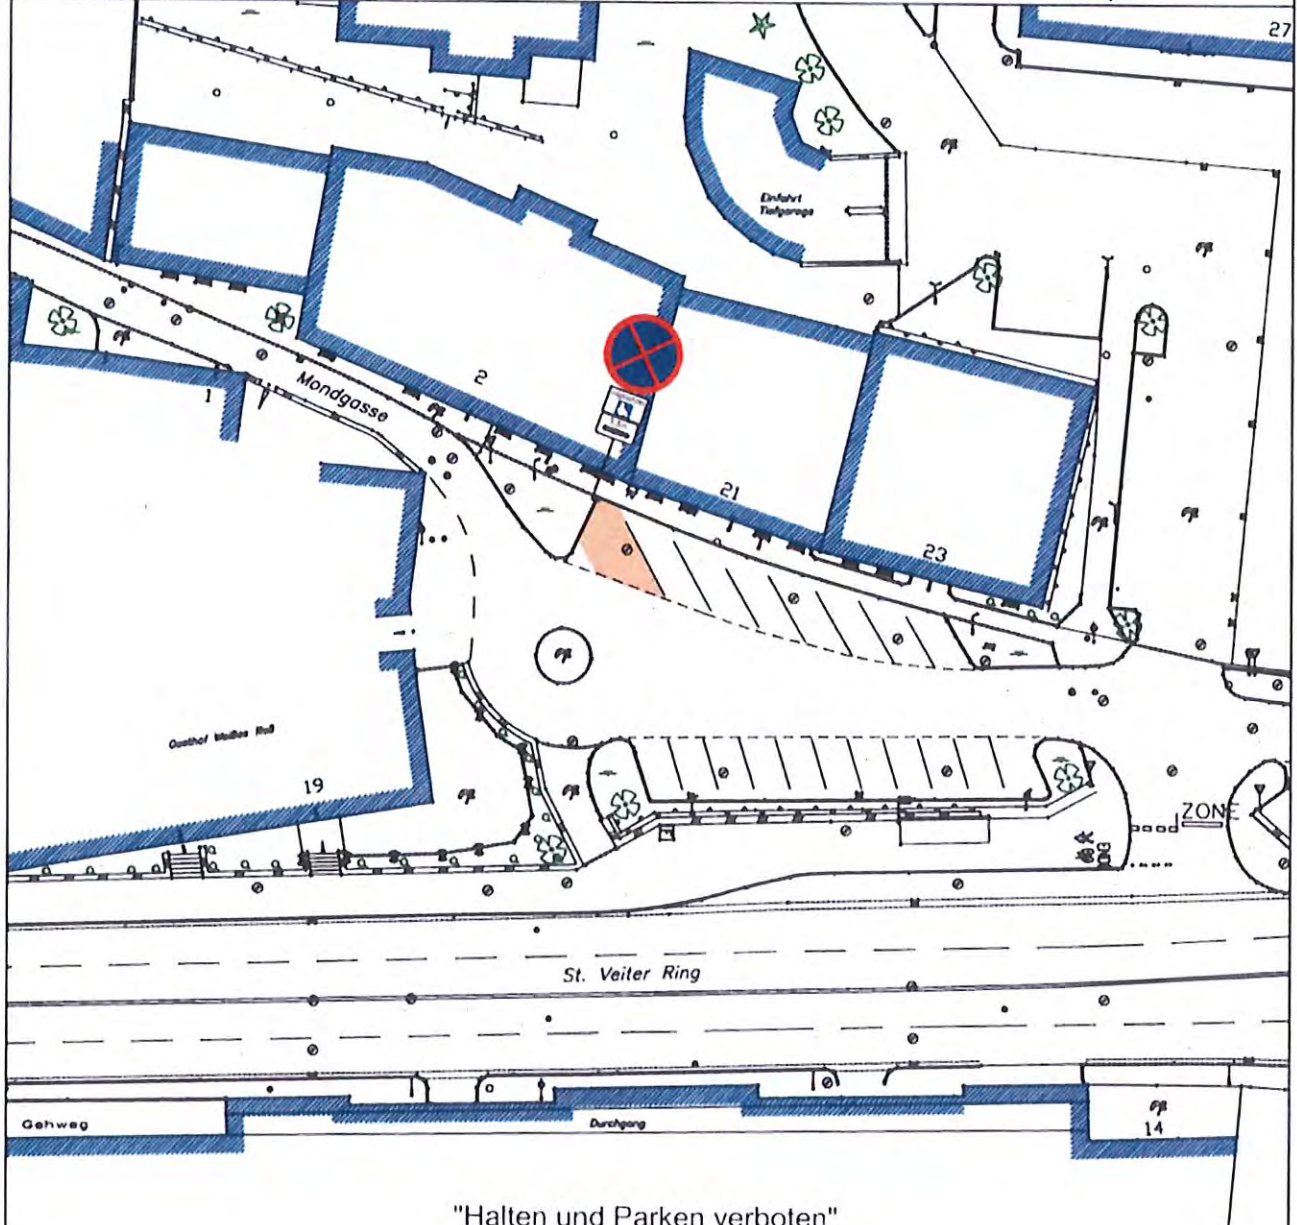 27
Einfahrt
Tiefgarage
Mondgasse
2
1
21
23
Gasthof Weißes Roß
19
ZONE
St. Veiter Ring
Gehweg
Durchgang
14
"Halten und Parken verboten"